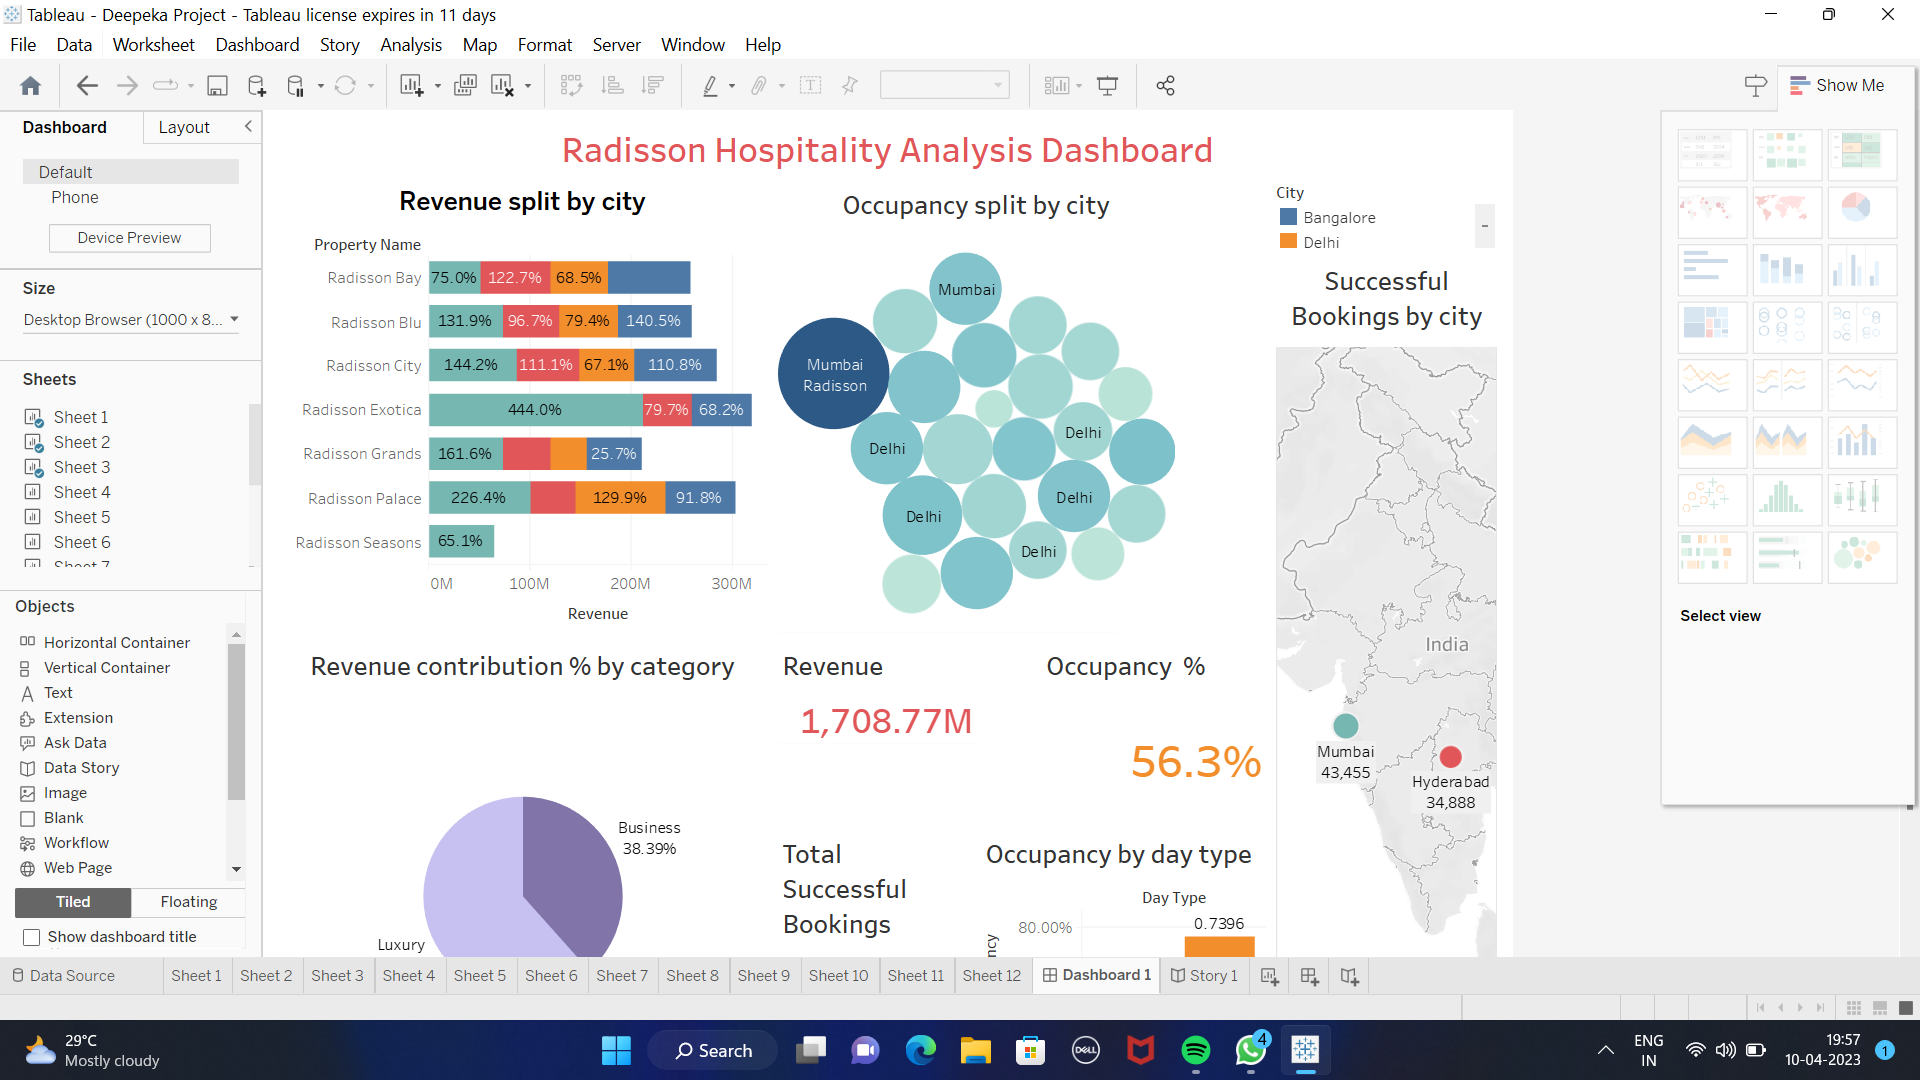 Tableau - Deepeka Project - Tableau license expires in 11 days
File Data Worksheet Dashboard Story Analysis Map Format Server Window Help
Show Me
Dashboard
Layout
Default
Phone
Device Preview
Size
Desktop Browser (1000 x 8...
Sheets
Sheet 1
Sheet 2
Sheet 3
Sheet 4
Sheet 5
Sheet 6
Sheet 7
Objects
Horizontal Container
Vertical Container
Text
Extension
Ask Data
Data Story
Image
Blank
Workflow
Web Page
Tiled
Floating
Show dashboard title
Radisson Hospitality Analysis Dashboard
Revenue split by city
Property Name
Radisson Bay 75.0% 122.7% 68.5%
Radisson Blu 131.9% 96.7% 79.4% 140.5%
Radisson City 144.2% 111.1% 67.1% 110.8%
Radisson Exotica 444.0% 79.7% 68.2%
Radisson Grands 161.6% 25.7%
Radisson Palace 226.4% 129.9% 91.8%
Radisson Seasons 65.1%
0M 100M 200M 300M
Revenue
Occupancy split by city
Mumbai
Mumbai
Radisson
Delhi
Delhi
Delhi
Delhi
Delhi
City
Bangalore
Delhi
Successful
Bookings by city
India
Mumbai
43,455
Hyderabad
34,888
Revenue contribution % by category
Business
38.39%
Luxury
Revenue
1,708.77M
Occupancy %
56.3%
Total
Successful
Bookings
Occupancy by day type
Day Type
80.00%
0.7396
Select view
Data Source Sheet 1 Sheet 2 Sheet 3 Sheet 4 Sheet 5 Sheet 6 Sheet 7 Sheet 8 Sheet 9 Sheet 10 Sheet 11 Sheet 12 Dashboard 1 Story 1
29°C
Mostly cloudy
Search
DELL
4
ENG
IN
19:57
10-04-2023
1